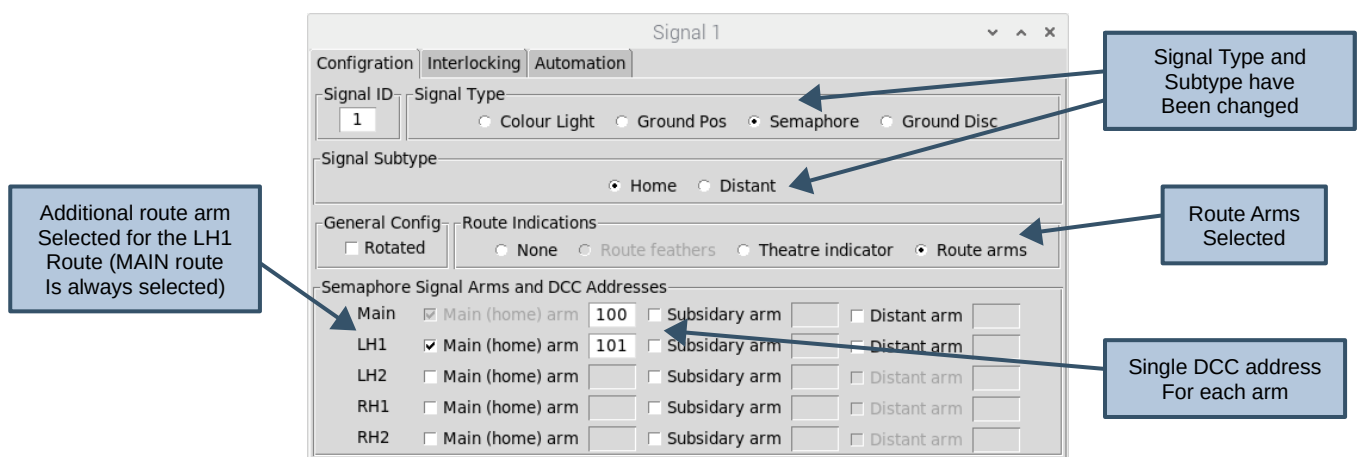 Signal 1
Configration Interlocking Automation
Signal ID Signal Type
1 Colour Light Ground Pos Semaphore Ground Disc
Signal Subtype
Home Distant
General Config Route Indications
Rotated None Route feathers Theatre indicator Route arms
Semaphore Signal Arms and DCC Addresses
Main Main (home) arm 100 Subsidary arm Distant arm
LH1 Main (home) arm 101 Subsidary arm Distant arm
LH2 Main (home) arm Subsidary arm Distant arm
RH1 Main (home) arm Subsidary arm Distant arm
RH2 Main (home) arm Subsidary arm Distant arm
Signal Type and
Subtype have
Been changed
Additional route arm
Selected for the LH1
Route (MAIN route
Is always selected)
Route Arms
Selected
Single DCC address
For each arm